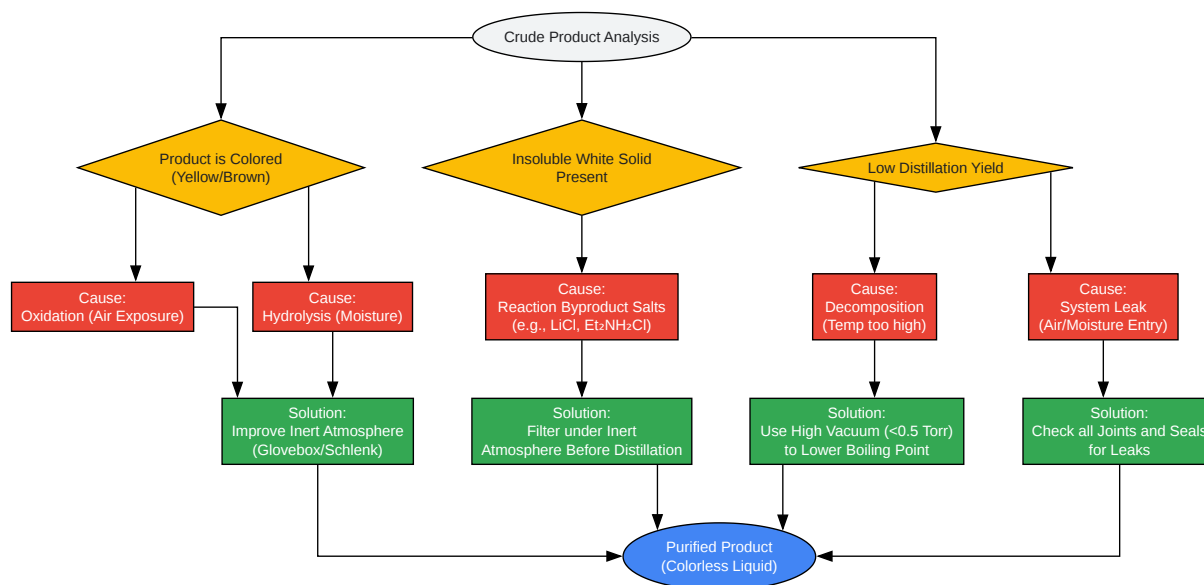 Crude Product Analysis
Product is Colored
(Yellow/Brown)
Insoluble White Solid
Present
Low Distillation Yield
Cause:
Oxidation (Air Exposure)
Cause:
Hydrolysis (Moisture)
Cause:
Reaction Byproduct Salts
(e.g., LiCl, Et₂NH₂Cl)
Cause:
Decomposition
(Temp too high)
Cause:
System Leak
(Air/Moisture Entry)
Solution:
Improve Inert Atmosphere
(Glovebox/Schlenk)
Solution:
Filter under Inert
Atmosphere Before Distillation
Solution:
Use High Vacuum (<0.5 Torr)
to Lower Boiling Point
Solution:
Check all Joints and Seals
for Leaks
Purified Product
(Colorless Liquid)